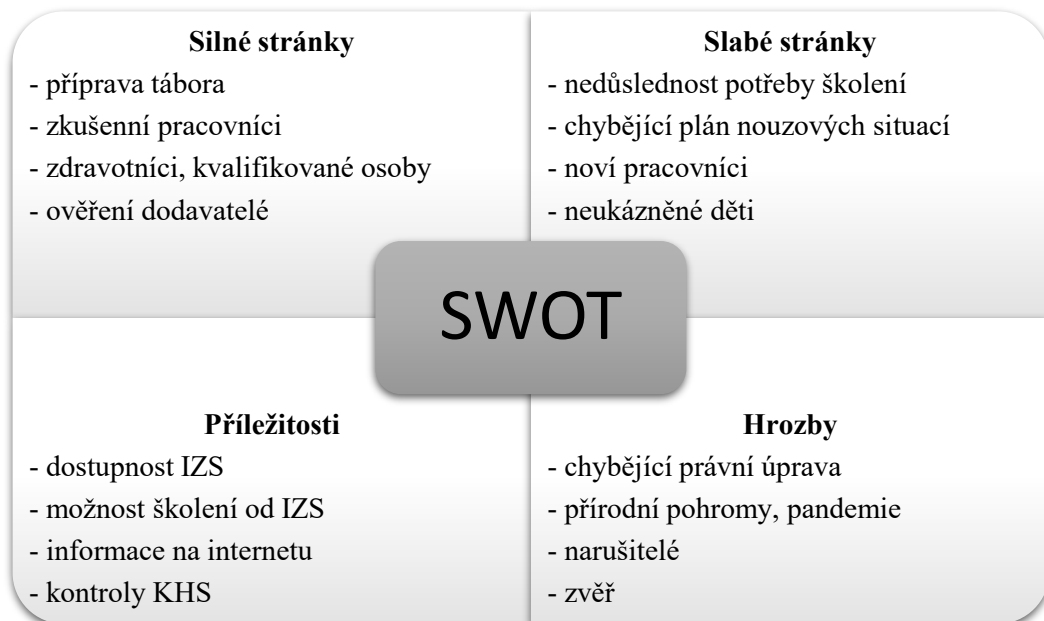 Silné stránky
- příprava tábora
- zkušenní pracovníci
- zdravotníci, kvalifikované osoby
- ověření dodavatelé
Slabé stránky
- nedůslednost potřeby školení
- chybějící plán nouzových situací
- noví pracovníci
- neukázněné děti
SWOT
Příležitosti
- dostupnost IZS
- možnost školení od IZS
- informace na internetu
- kontroly KHS
Hrozby
- chybějící právní úprava
- přírodní pohromy, pandemie
- narušitelé
- zvěř